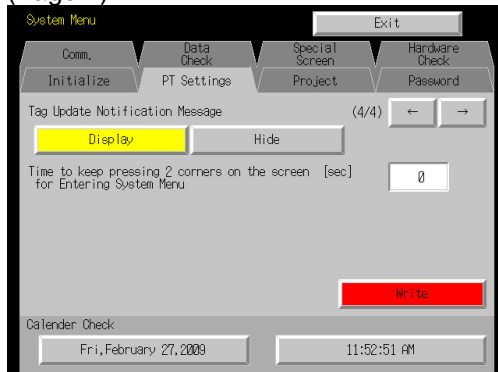 System Menu
Exit
Comm.
Data
Check
Special
Screen
Hardware
Check
Initialize
PT Settings
Project
Password
Tag Update Notification Message
(4/4)
←
→
Display
Hide
Time to keep pressing 2 corners on the screen [sec]
for Entering System Menu
0
Write
Calender Check
Fri,February 27,2009
11:52:51 AM